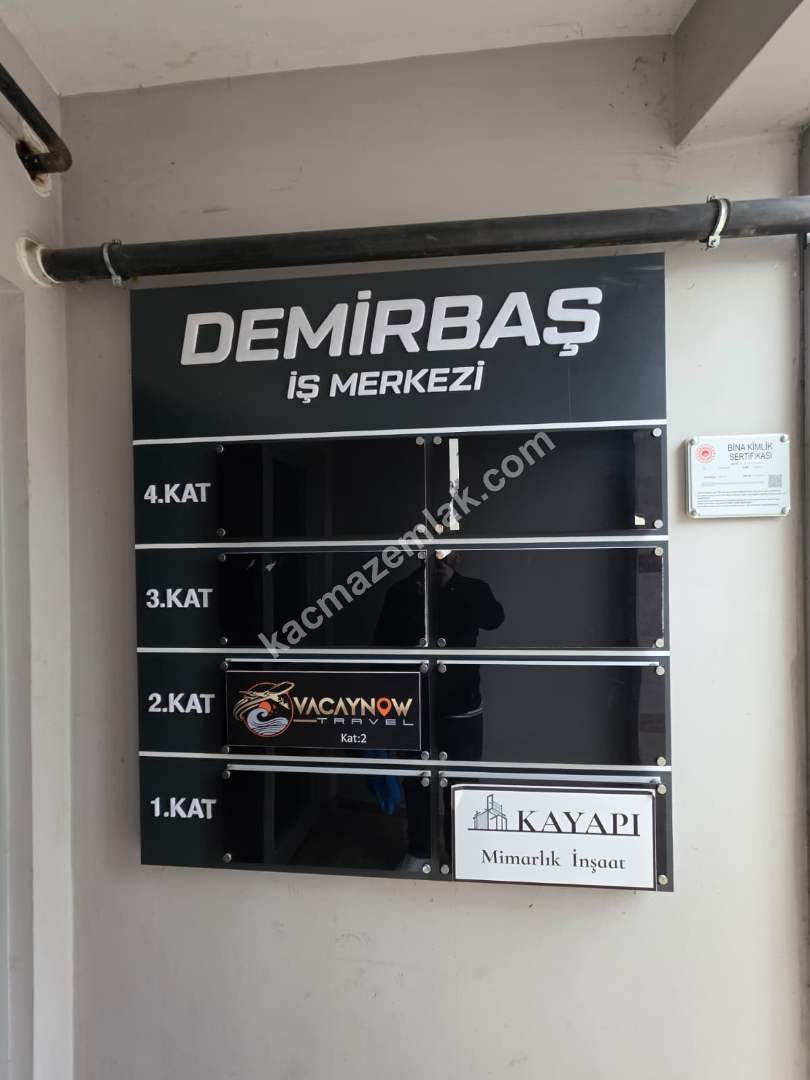 DEMİRBAŞ
İŞ MERKEZİ
4.KAT
3.KAT
2.KAT
VACAYNOW
TRAVEL
Kat:2
1.KAT
KAYAPI
Mimarlık İnşaat
BİNA KİMLİK
SERTİFİKASI
kacmazemlak.com